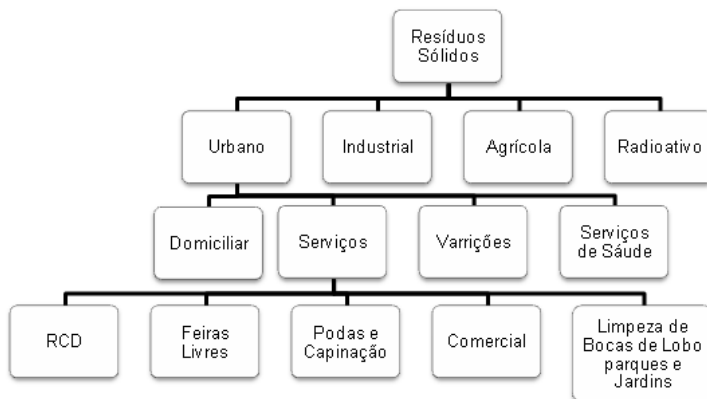 Resíduos
Sólidos
Urbano
Industrial
Agrícola
Radioativo
Domiciliar
Serviços
Varrições
Serviços
de Sáude
RCD
Feiras
Livres
Podas e
Capinação
Comercial
Limpeza de
Bocas de Lobo
parques e
Jardins